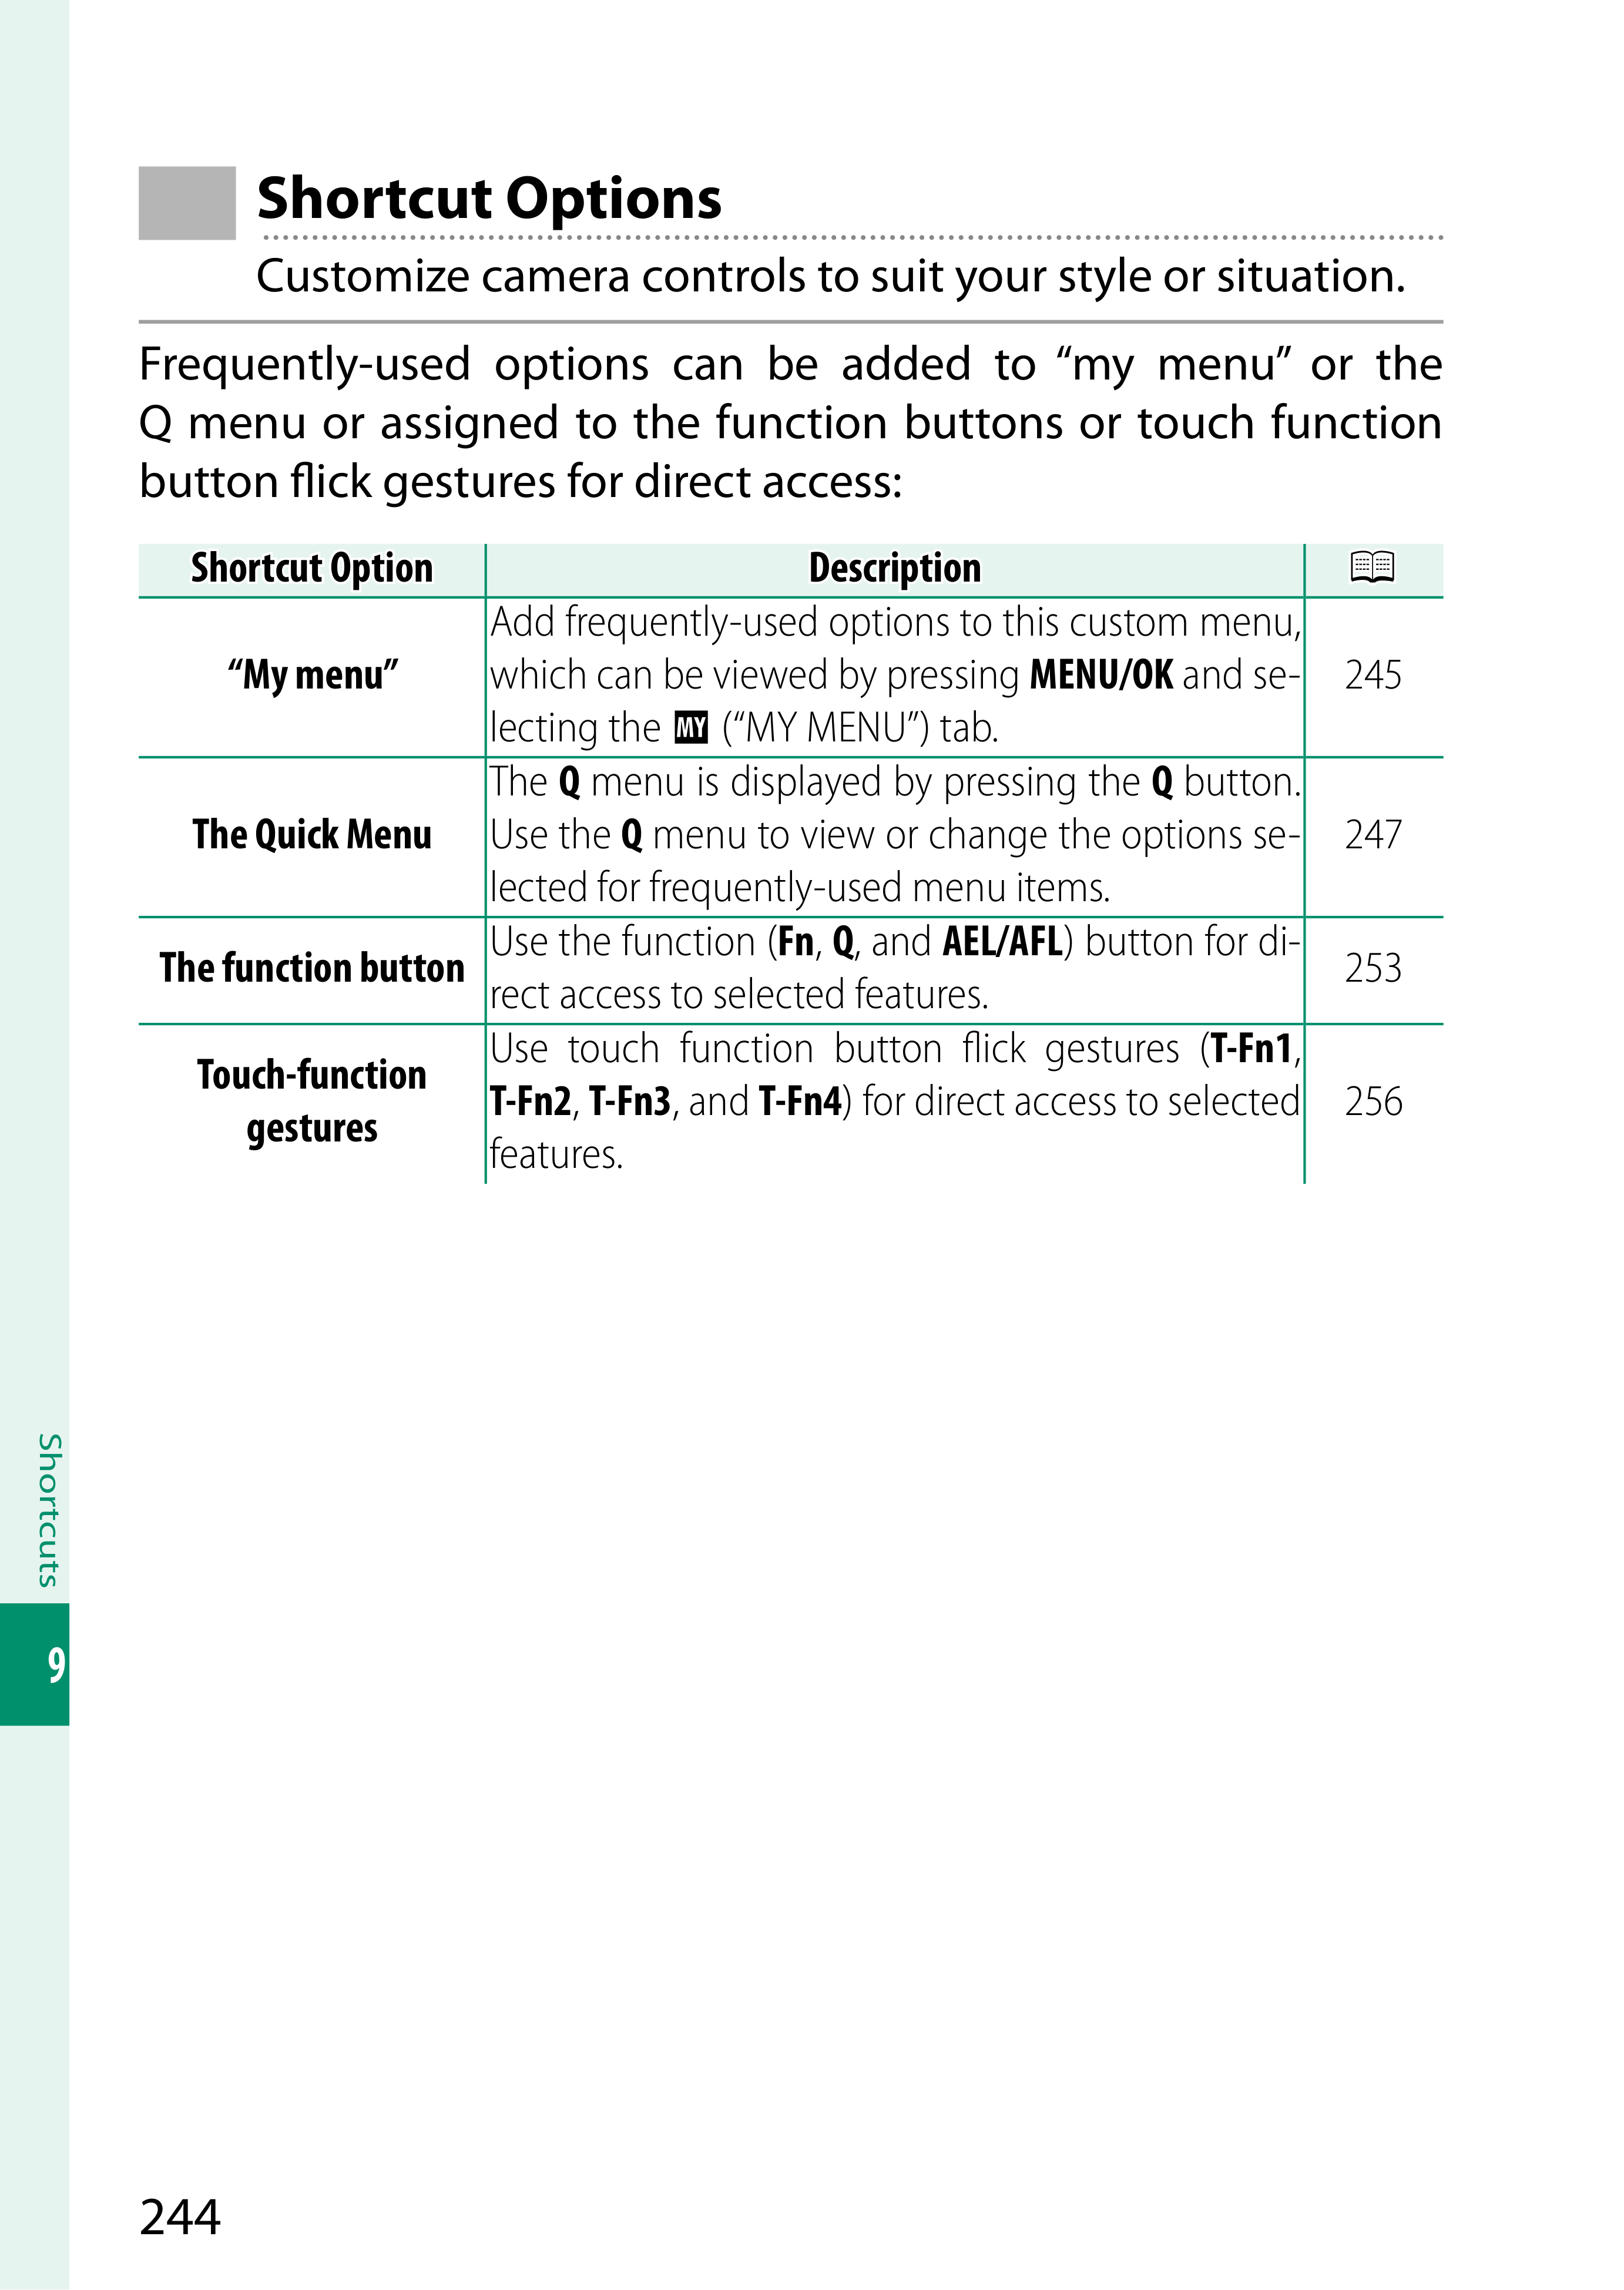 Shortcut Options
Customize camera controls to suit your style or situation.
Frequently-used options can be added to “my menu” or the
Q menu or assigned to the function buttons or touch function
button flick gestures for direct access:
Shortcut Option Description
“My menu”
Add frequently-used options to this custom menu,
which can be viewed by pressing MENU/OK and se-
lecting the MY (“MY MENU”) tab.
245
The Quick Menu
The Q menu is displayed by pressing the Q button.
Use the Q menu to view or change the options se-
lected for frequently-used menu items.
247
The function button
Use the function (Fn, Q, and AEL/AFL) button for di-
rect access to selected features.
253
Touch-function
gestures
Use touch function button flick gestures (T-Fn1,
T-Fn2, T-Fn3, and T-Fn4) for direct access to selected
features.
256
Shortcuts
9
244